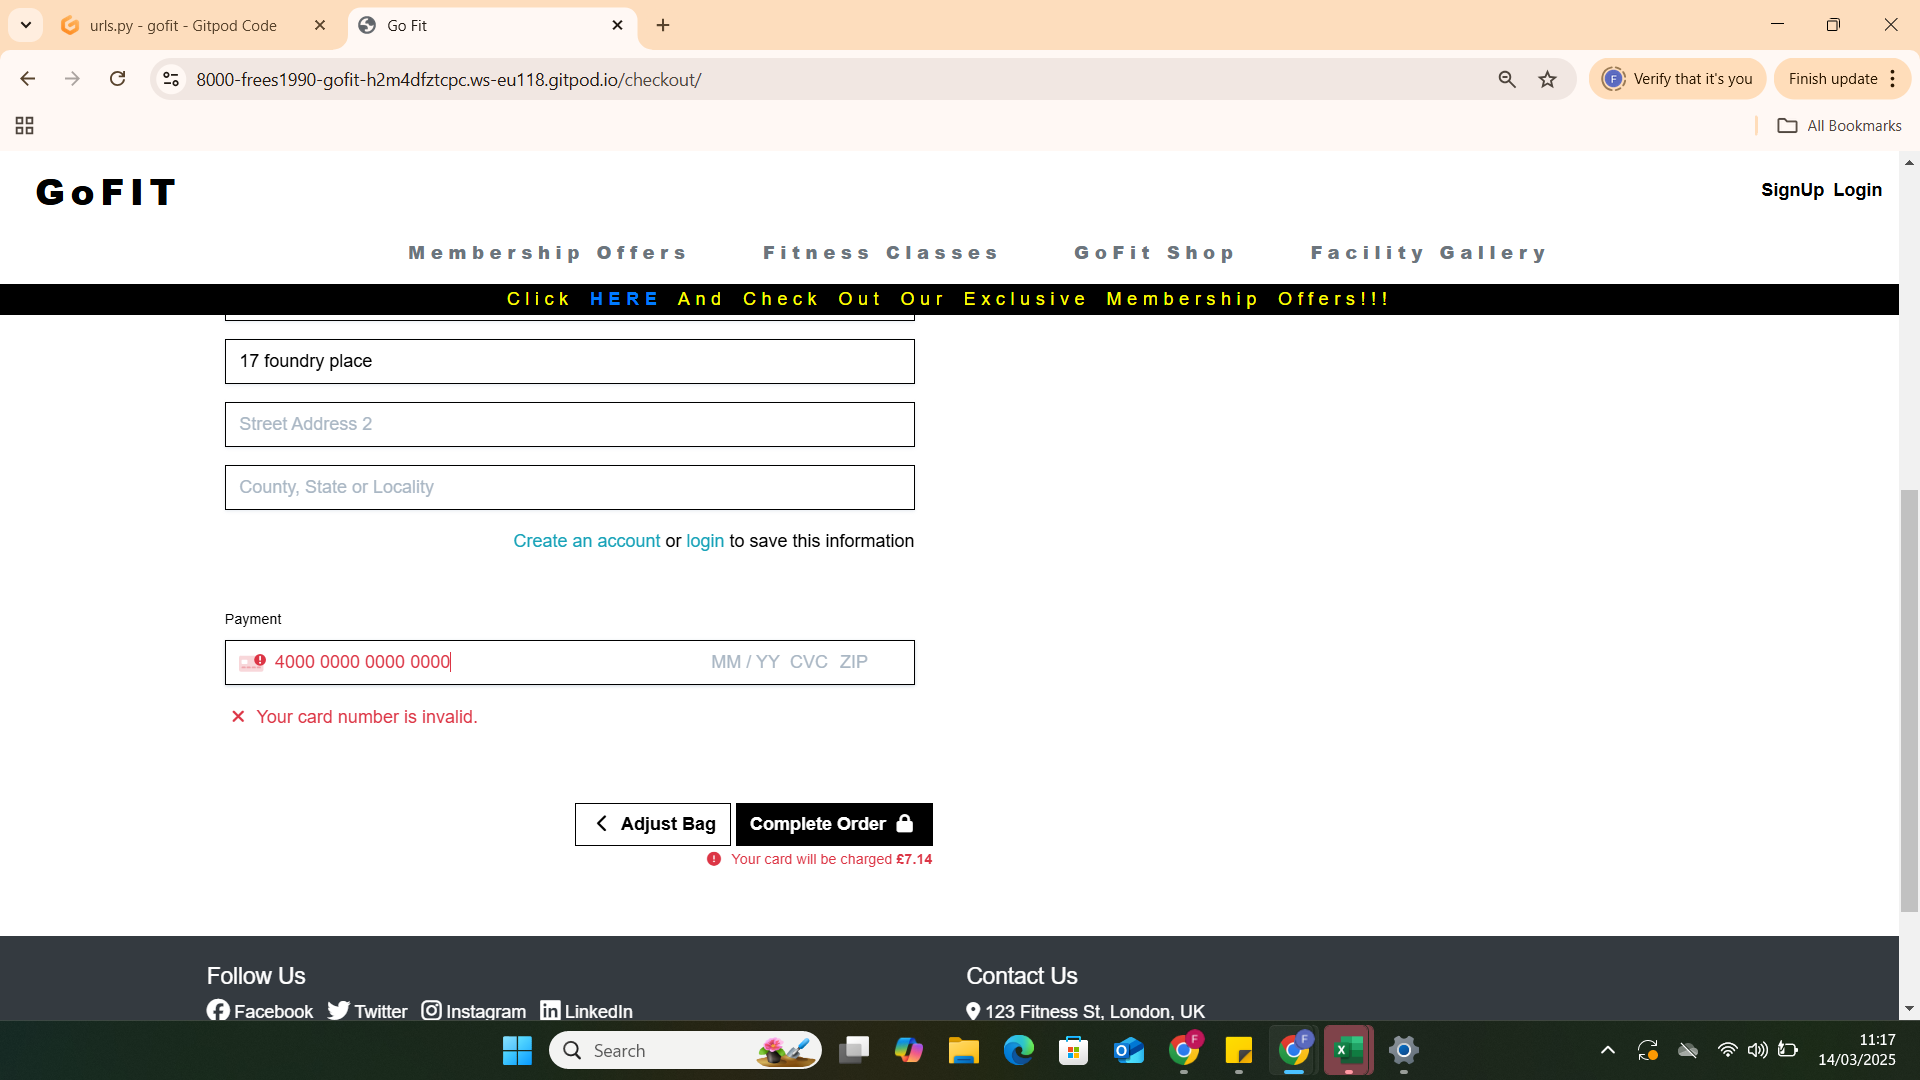 urls.py - gofit - Gitpod Code
Go Fit
8000-frees1990-gofit-h2m4dfztcpc.ws-eu118.gitpod.io/checkout/
F
Verify that it's you
Finish update
All Bookmarks
GoFIT
SignUp Login
Membership Offers Fitness Classes GoFit Shop Facility Gallery
Click HERE And Check Out Our Exclusive Membership Offers!!!
17 foundry place
Street Address 2
County, State or Locality
Create an account or login to save this information
Payment
4000 0000 0000 0000 MM / YY CVC ZIP
Your card number is invalid.
Adjust Bag
Complete Order
Your card will be charged £7.14
Follow Us
Contact Us
Facebook Twitter Instagram LinkedIn
123 Fitness St, London, UK
Search
F
F
11:17
14/03/2025